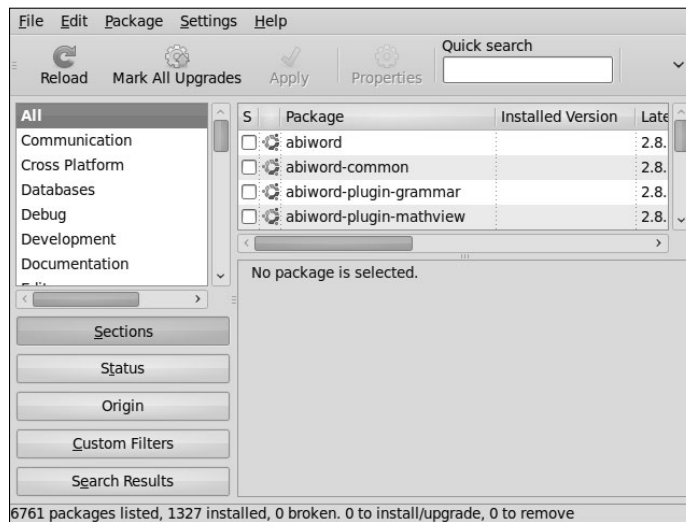 File Edit Package Settings Help
Reload Mark All Upgrades Apply Properties Quick search
All
Communication
Cross Platform
Databases
Debug
Development
Documentation
S Package Installed Version Late
abiword 2.8.
abiword-common 2.8.
abiword-plugin-grammar 2.8.
abiword-plugin-mathview 2.8.
No package is selected.
Sections
Status
Origin
Custom Filters
Search Results
6761 packages listed, 1327 installed, 0 broken. 0 to install/upgrade, 0 to remove